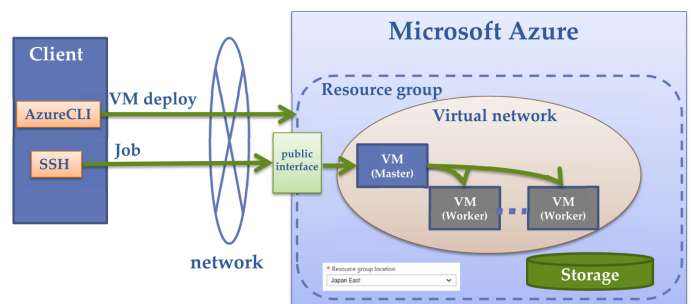 Microsoft Azure
Client
AzureCLI
VM deploy
SSH
Job
network
Resource group
Virtual network
public
interface
VM
(Master)
VM
(Worker)
VM
(Worker)
* Resource group location
Japan East
Storage